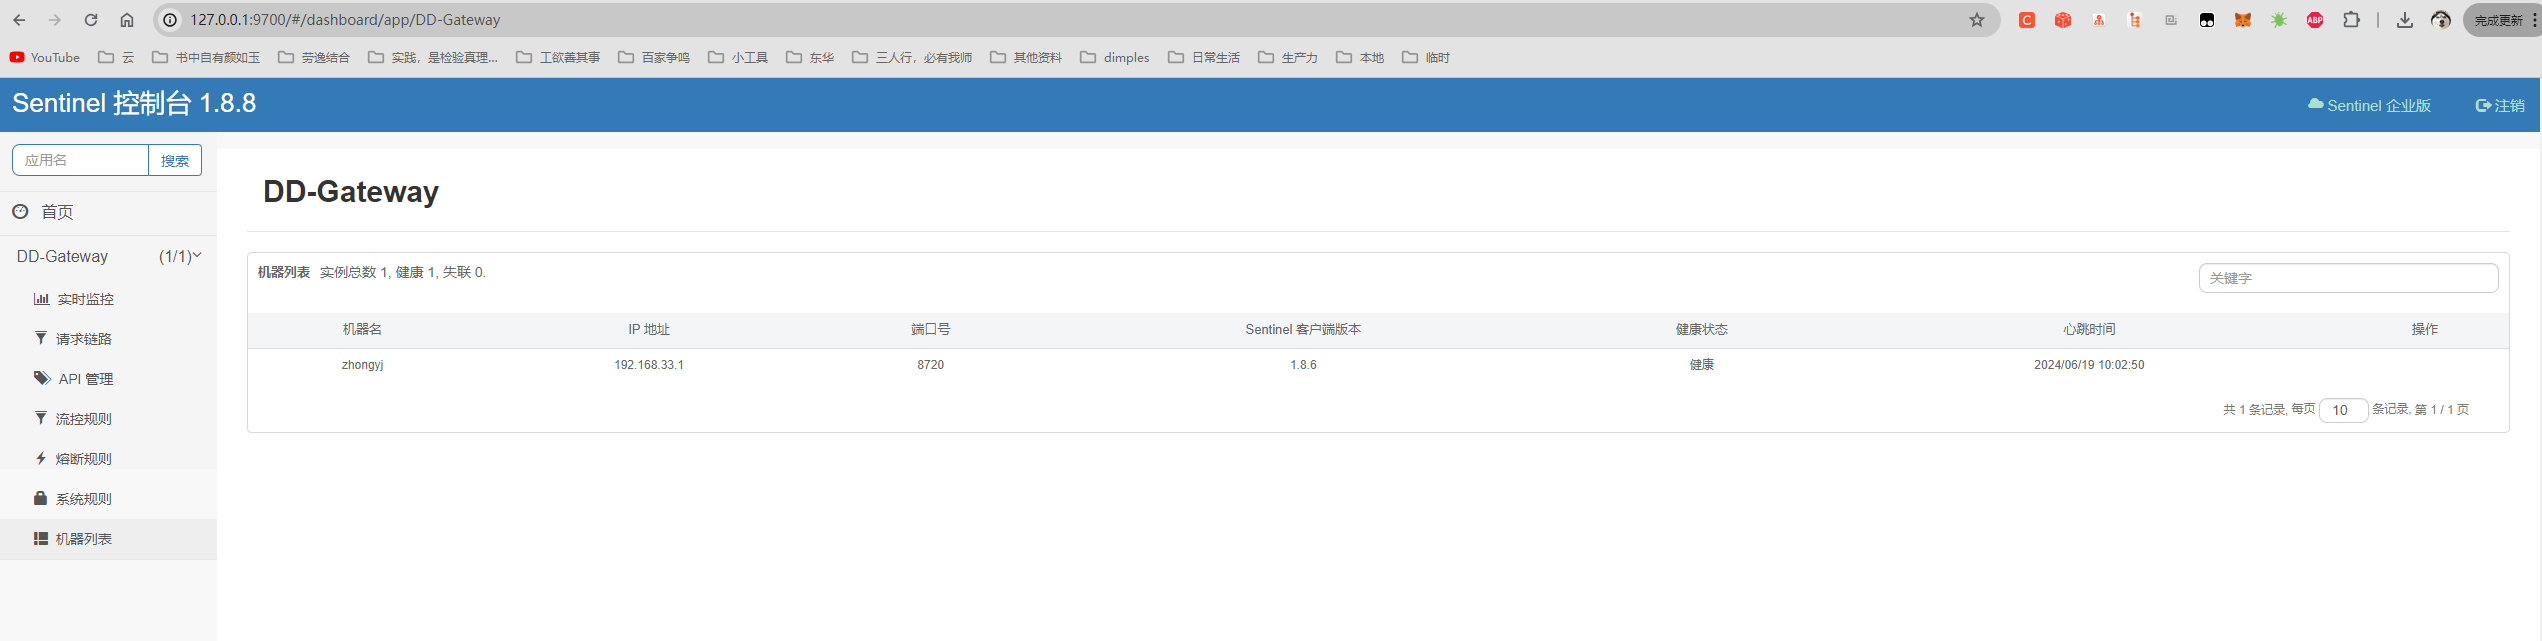 127.0.0.1:9700/#/dashboard/app/DD-Gateway
完成更新
YouTube 云 书中自有颜如玉 劳逸结合 实践，是检验真理... 工欲善其事 百家争鸣 小工具 东华 三人行，必有我师 其他资料 dimples 日常生活 生产力 本地 临时
Sentinel 控制台 1.8.8
Sentinel 企业版 注销
应用名 搜索
首页
DD-Gateway (1/1)
实时监控
请求链路
API 管理
流控规则
熔断规则
系统规则
机器列表
DD-Gateway
机器列表 实例总数 1, 健康 1, 失联 0.
关键字
机器名 IP 地址 端口号 Sentinel 客户端版本 健康状态 心跳时间 操作
zhongyj 192.168.33.1 8720 1.8.6 健康 2024/06/19 10:02:50
共 1 条记录, 每页 10 条记录, 第 1 / 1 页